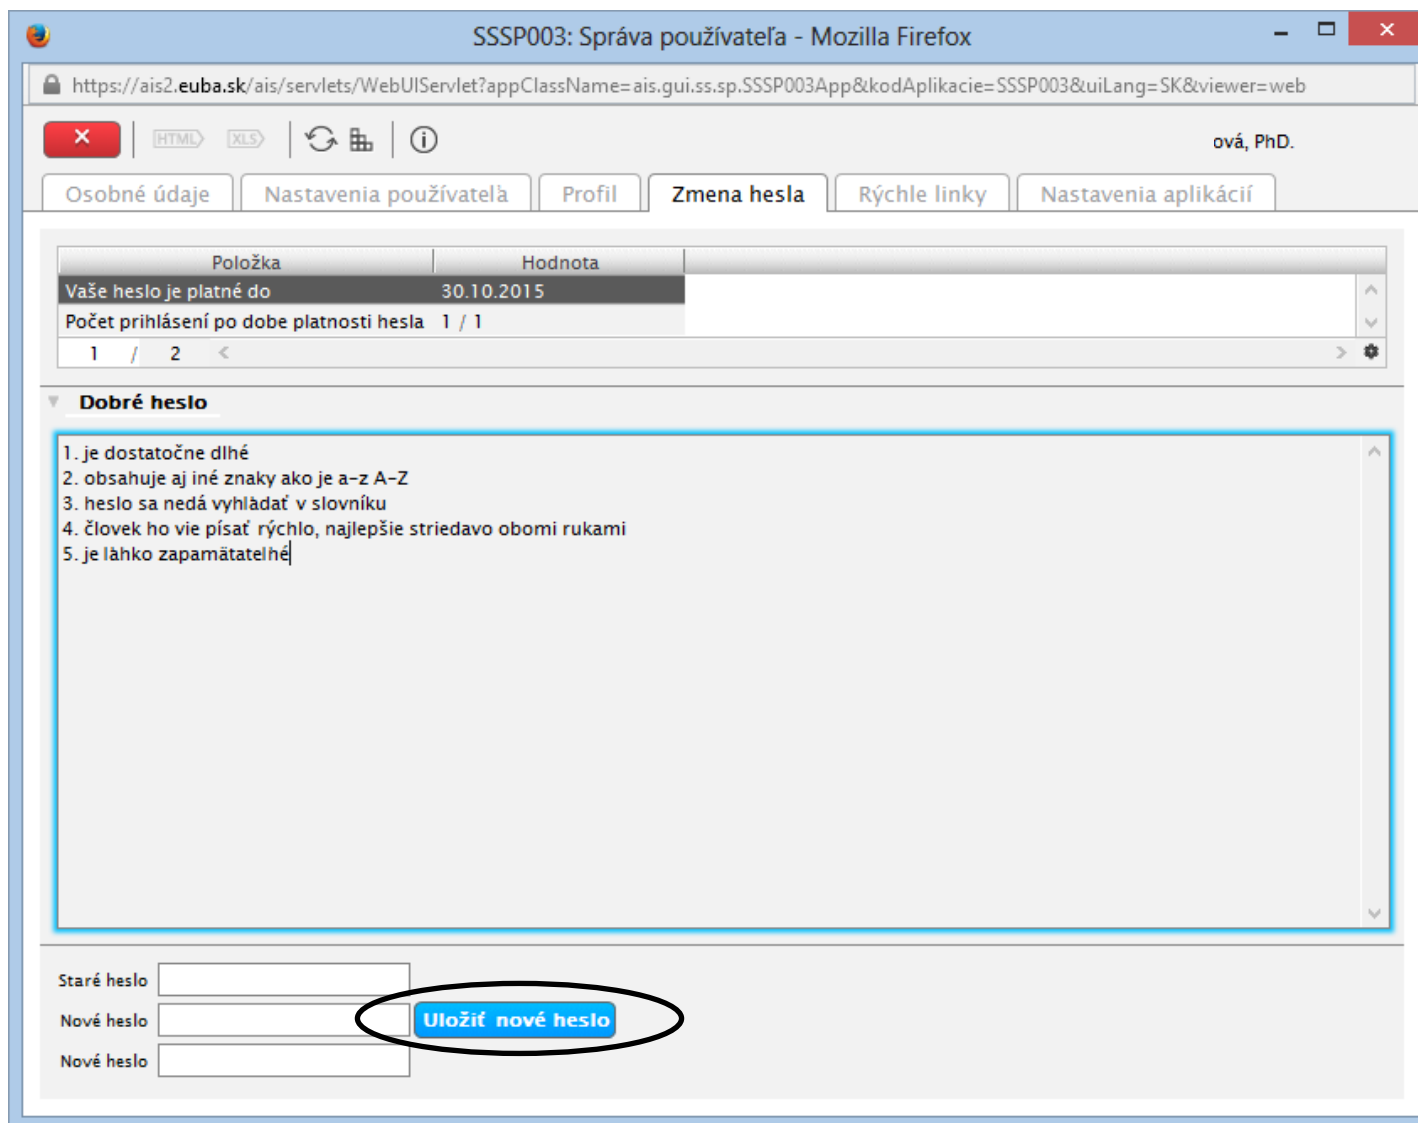 SSSP003: Správa používateľa - Mozilla Firefox
https://ais2.euba.sk/ais/servlets/WebUIServlet?appClassName=ais.gui.ss.sp.SSSP003App&kodAplikacie=SSSP003&uiLang=SK&viewer=web
HTML XLS ová, PhD.
Osobné údaje Nastavenia používateľa Profil Zmena hesla Rýchle linky Nastavenia aplikácií
Položka Hodnota
Vaše heslo je platné do 30.10.2015
Počet prihlásení po dobe platnosti hesla 1 / 1
1 / 2
Dobré heslo
1. je dostatočne dlhé
2. obsahuje aj iné znaky ako je a-z A-Z
3. heslo sa nedá vyhľadať v slovníku
4. človek ho vie písať rýchlo, najlepšie striedavo obomi rukami
5. je ľahko zapamätateľné
Staré heslo
Nové heslo Uložiť nové heslo
Nové heslo